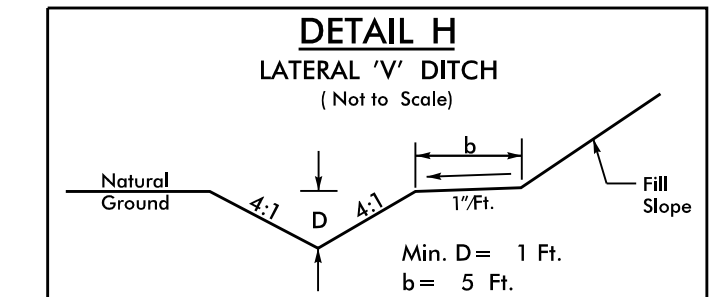 DETAIL H
LATERAL 'V' DITCH
( Not to Scale)
b
Natural
Ground
4:1
D
4:1
1"/Ft.
Fill
Slope
Min. D= 1 Ft.
b= 5 Ft.